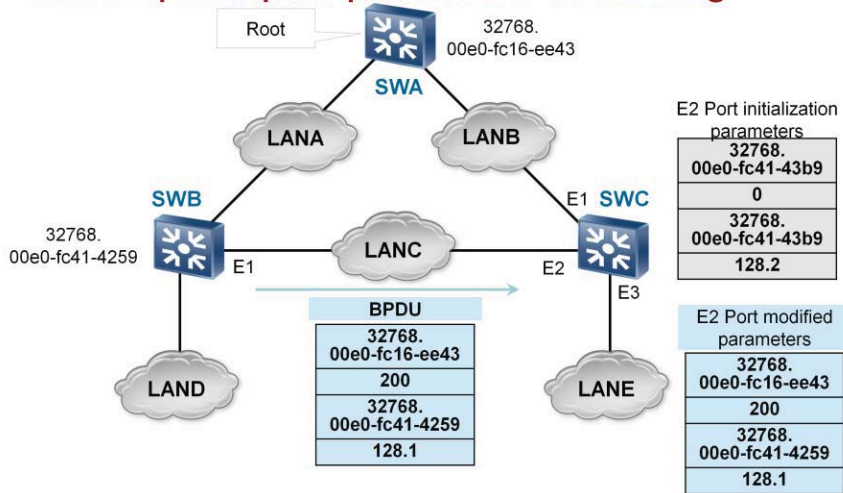 Root
32768.
00e0-fc16-ee43
SWA
LANA
LANB
E2 Port initialization
parameters
32768.
00e0-fc41-43b9
0
32768.
00e0-fc41-43b9
128.2
SWB
E1
SWC
32768.
00e0-fc41-4259
E1
LANC
E2
E3
BPDU
32768.
00e0-fc16-ee43
200
32768.
00e0-fc41-4259
128.1
E2 Port modified
parameters
32768.
00e0-fc16-ee43
200
32768.
00e0-fc41-4259
128.1
LAND
LANE